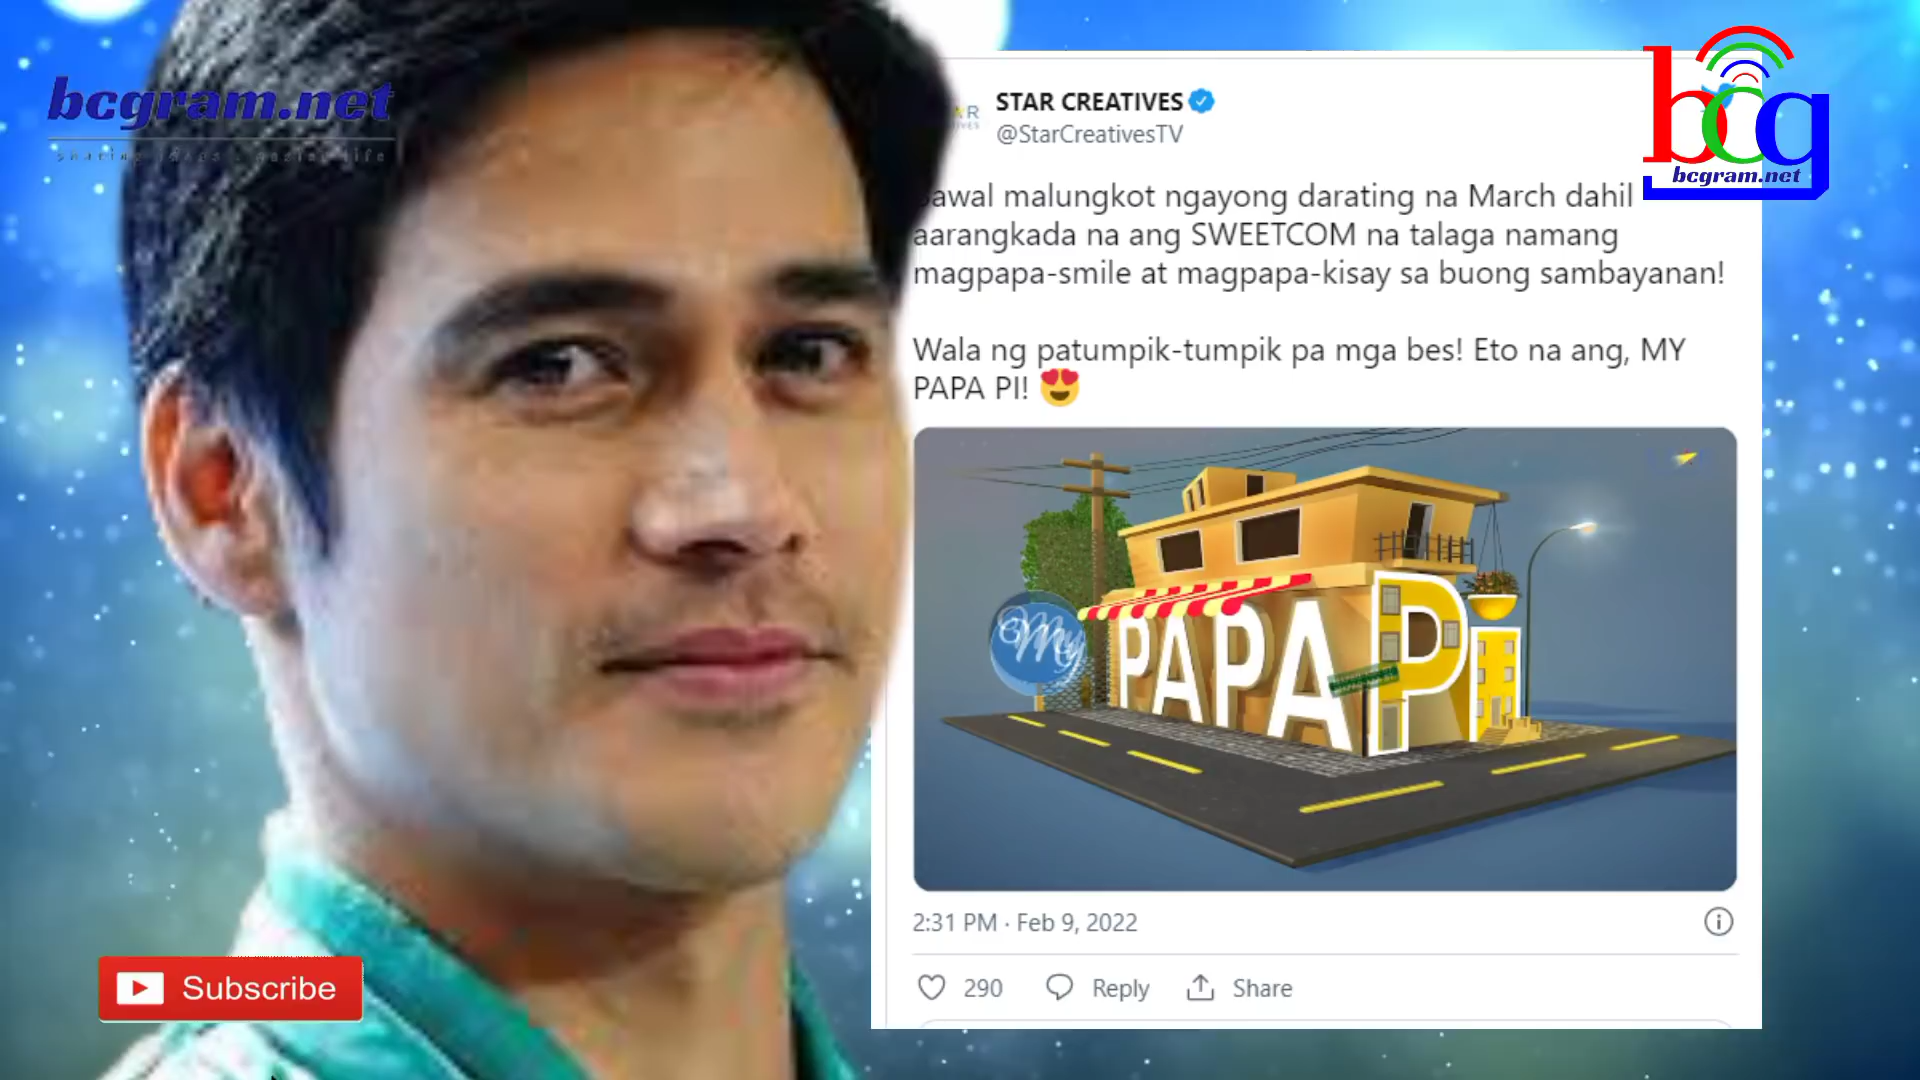 bcgram.net
STAR CREATIVES
@StarCreativesTV
bcg
bcgram.net
malungkot ngayong darating na March dahil
aarangkada na ang SWEETCOM na talaga namang
magpapa-smile at magpapa-kisay sa buong sambayanan!
Wala ng patumpik-tumpik pa mga bes! Eto na ang, MY
PAPA PI! 😍
My
PAPA PI
2:31 PM · Feb 9, 2022
290 Reply Share
Subscribe